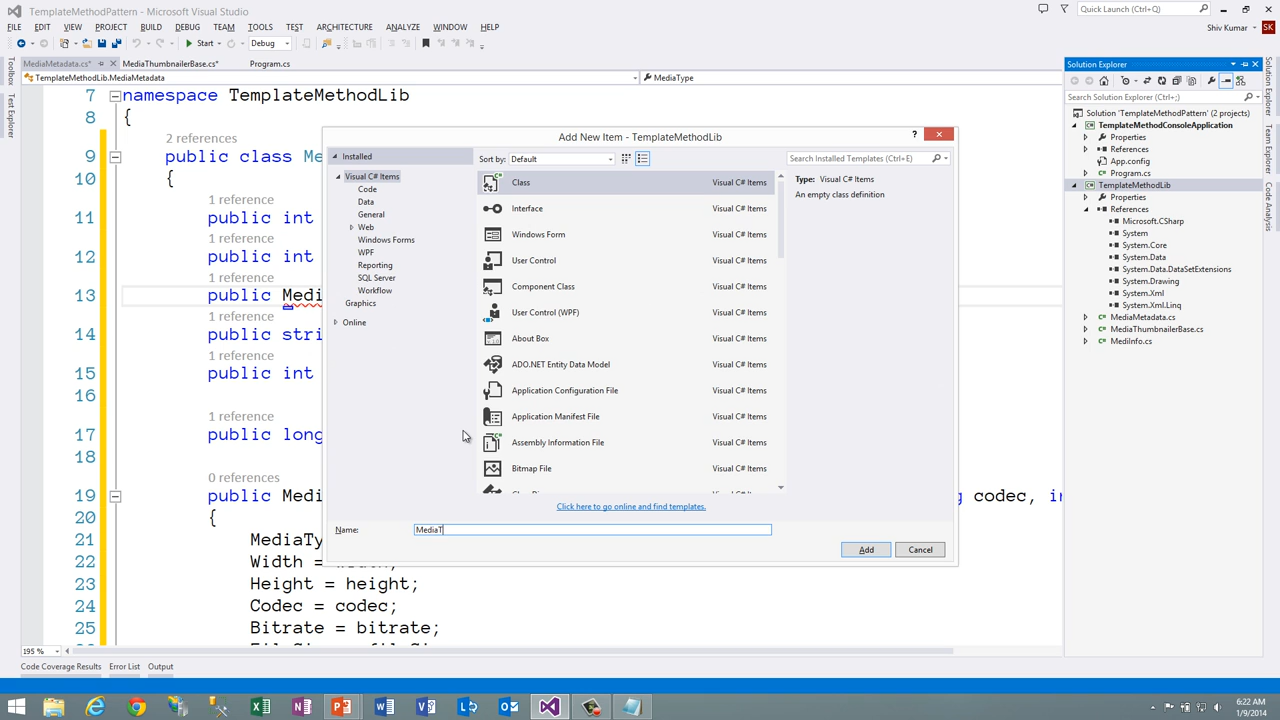 TemplateMethodPattern - Microsoft Visual Studio
Quick Launch (Ctrl+Q)
FILE EDIT VIEW PROJECT BUILD DEBUG TEAM TOOLS TEST ARCHITECTURE ANALYZE WINDOW HELP
Shiv Kumar SK
Start Debug
MediaMetadata.cs* MediaThumbnailerBase.cs* Program.cs
TemplateMethodLib.MediaMetadata MediaType
Toolbox
Test Explorer
7 namespace TemplateMethodLib
8 {
2 references
9 public class Me
10 {
1 reference
11 public int
1 reference
12 public int
1 reference
13 public Medi
1 reference
14 public stri
1 reference
15 public int
16
1 reference
17 public long
18
0 references
19 public Medi g codec, in
20 {
21 MediaTy
22 Width = width;
23 Height = height;
24 Codec = codec;
25 Bitrate = bitrate;
195 %
Add New Item - TemplateMethodLib
?
Installed
Visual C# Items
Code
Data
General
Web
Windows Forms
WPF
Reporting
SQL Server
Workflow
Graphics
Online
Sort by: Default
Search Installed Templates (Ctrl+E)
Class Visual C# Items
Interface Visual C# Items
Windows Form Visual C# Items
User Control Visual C# Items
Component Class Visual C# Items
User Control (WPF) Visual C# Items
About Box Visual C# Items
ADO.NET Entity Data Model Visual C# Items
Application Configuration File Visual C# Items
Application Manifest File Visual C# Items
Assembly Information File Visual C# Items
Bitmap File Visual C# Items
Type: Visual C# Items
An empty class definition
Click here to go online and find templates.
Name: MediaT
Add Cancel
Solution Explorer
Search Solution Explorer (Ctrl+;)
Solution 'TemplateMethodPattern' (2 projects)
TemplateMethodConsoleApplication
Properties
References
App.config
Program.cs
TemplateMethodLib
Properties
References
Microsoft.CSharp
System
System.Core
System.Data
System.Data.DataSetExtensions
System.Drawing
System.Xml
System.Xml.Linq
MediaMetadata.cs
MediaThumbnailerBase.cs
MedInfo.cs
Solution Explorer
Team Explorer
Code Analysis
Code Coverage Results Error List Output
6:22 AM
1/9/2014